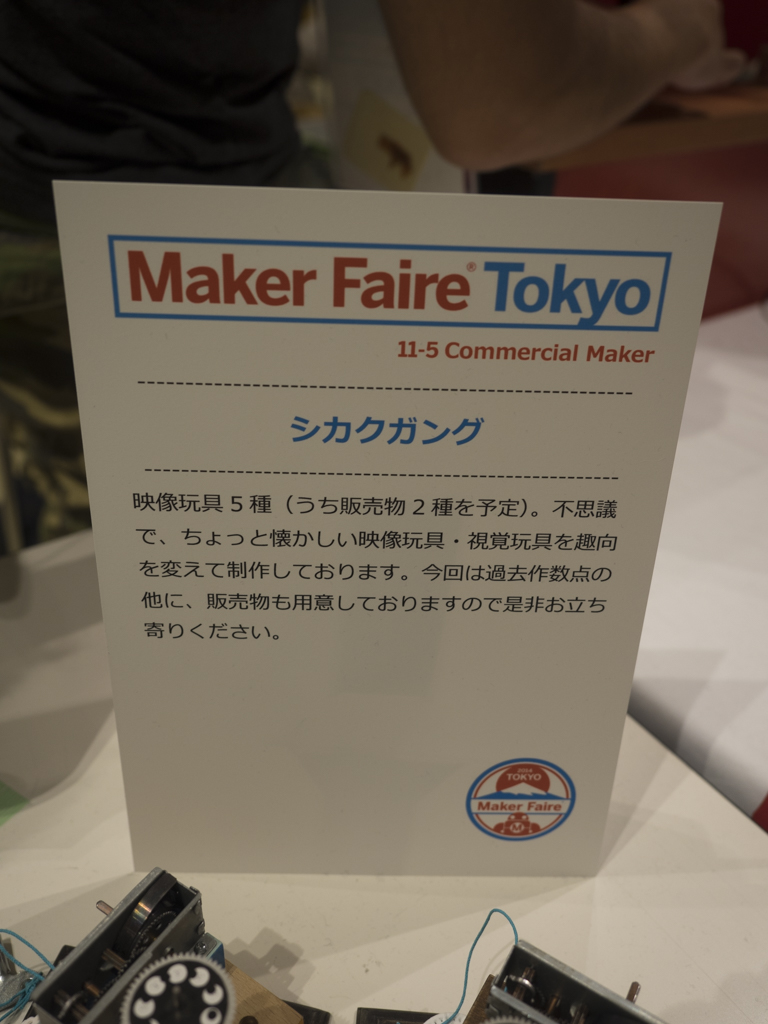 Maker Faire® Tokyo
11-5 Commercial Maker
シカクガング
映像玩具 5 種（うち販売物 2 種を予定）。不思議
で、ちょっと懐かしい映像玩具・視覚玩具を趣向
を変えて制作しております。今回は過去作数点の
他に、販売物も用意しておりますので是非お立ち
寄りください。
2024
TOKYO
Maker Faire
M